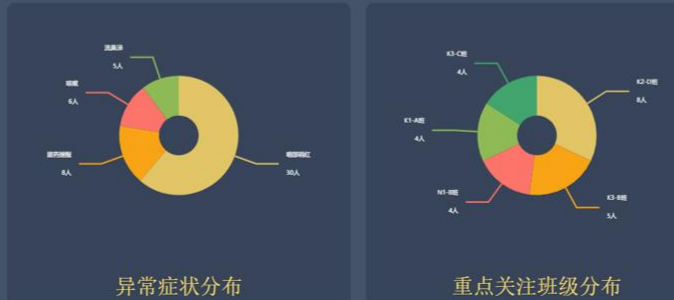 流鼻涕
5人
咳嗽
6人
8人
30人
异常症状分布
K3-C班
4人
K2-D班
8人
K1-A班
4人
N1-B班
4人
K3-B班
5人
重点关注班级分布